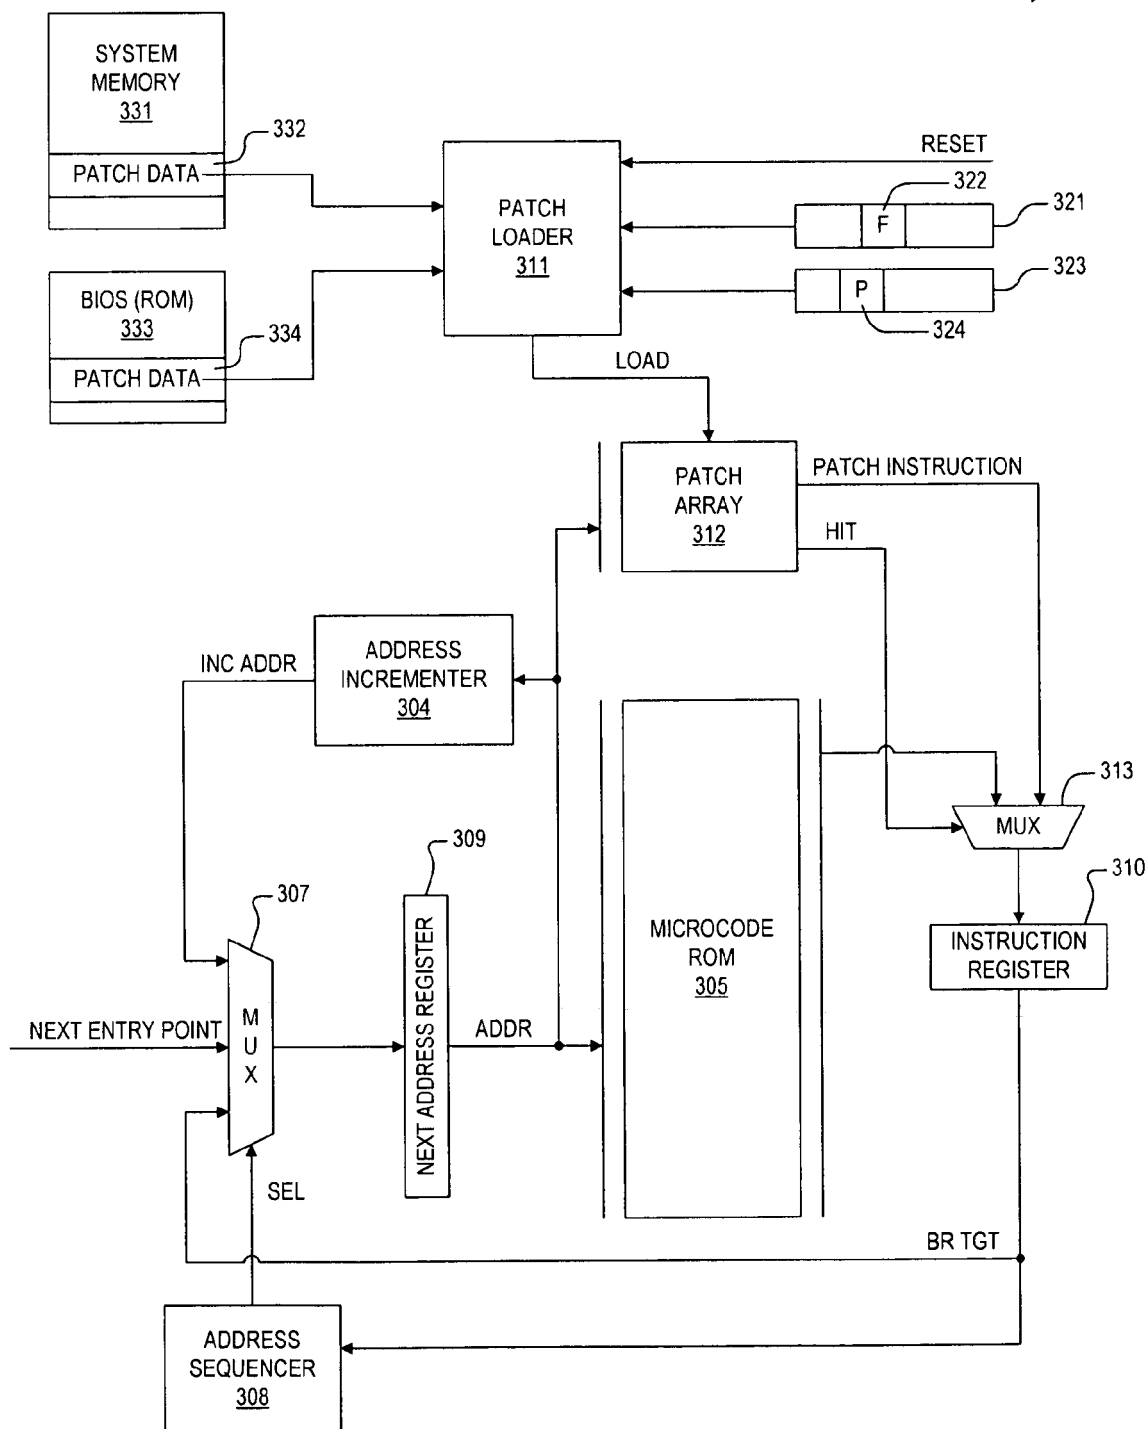 SYSTEM
MEMORY
331
332
PATCH DATA
BIOS (ROM)
333
334
PATCH DATA
PATCH
LOADER
311
RESET
322
F
321
P
323
324
LOAD
PATCH
ARRAY
312
PATCH INSTRUCTION
HIT
ADDRESS
INCREMENTER
304
INC ADDR
313
MUX
309
310
307
MICROCODE
ROM
305
INSTRUCTION
REGISTER
NEXT ENTRY POINT
M
U
X
NEXT ADDRESS REGISTER
ADDR
SEL
BR TGT
ADDRESS
SEQUENCER
308